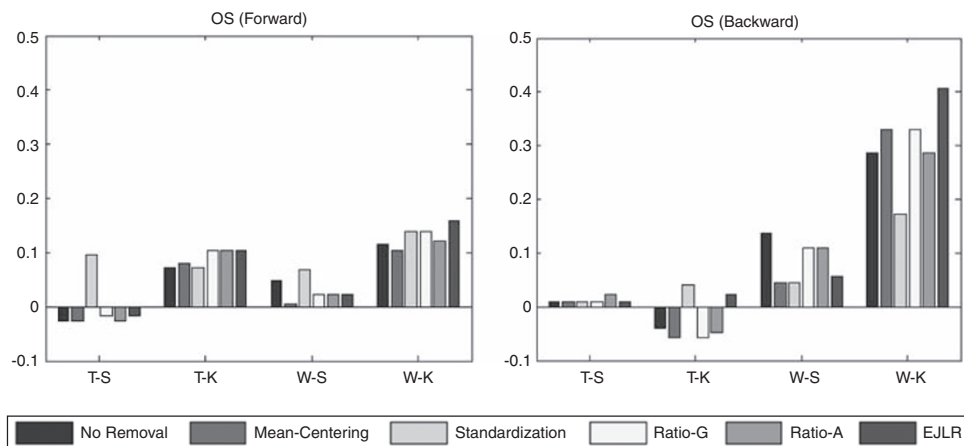 OS (Forward)
0.5
0.4
0.3
0.2
0.1
0
-0.1
T-S T-K W-S W-K
OS (Backward)
0.5
0.4
0.3
0.2
0.1
0
-0.1
T-S T-K W-S W-K
No Removal Mean-Centering Standardization Ratio-G Ratio-A EJLR